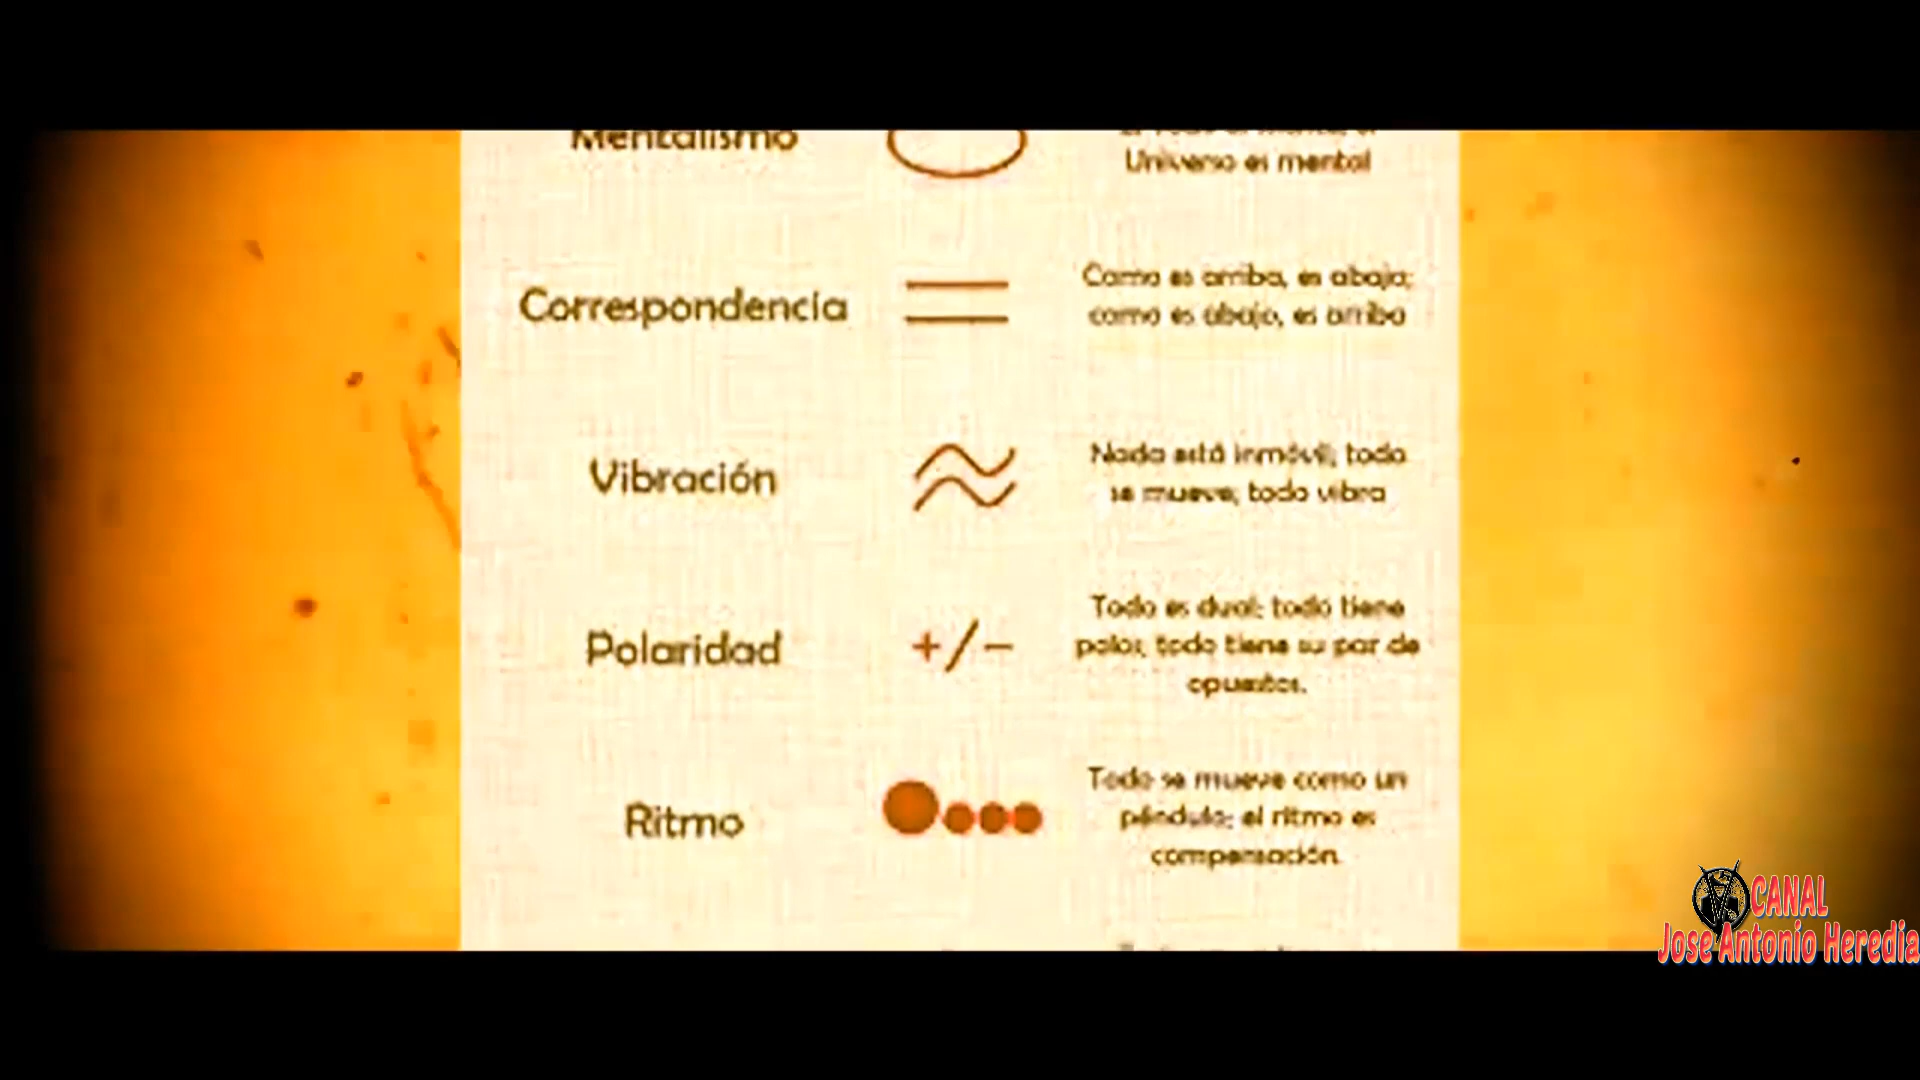 Mentalismo
Universo es mental
Correspondencia
Como es arriba, es abajo;
como es abajo, es arriba
Vibración
Nada está inmóvil; todo
se mueve; todo vibra
Polaridad
+/-
Todo es dual; todo tiene
polos; todo tiene su par de
opuestos.
Ritmo
Todo se mueve como un
péndulo; el ritmo es
compensación.
CANAL
Jose Antonio Heredia